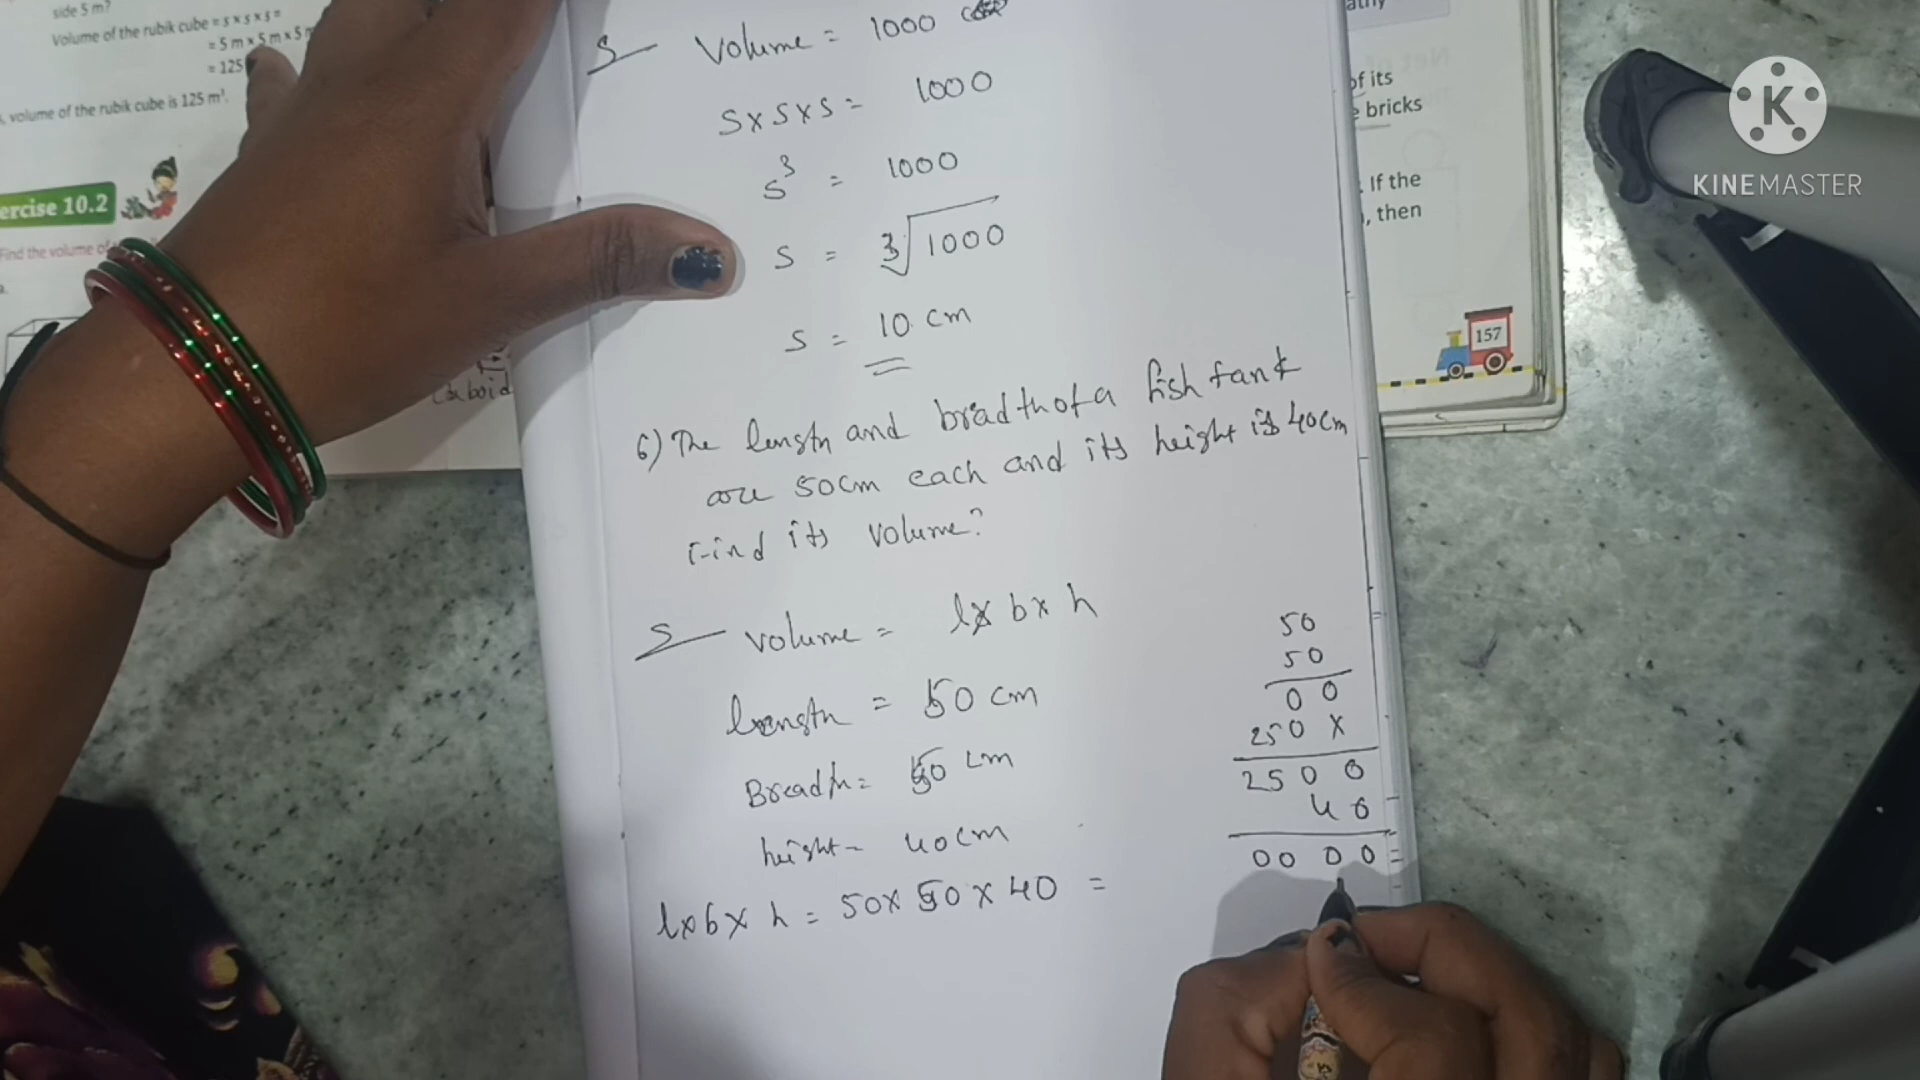 side 5 m?
Volume of the rubik cube = s × s × s =
= 5 m × 5 m × 5
= 125
, volume of the rubik cube is 125 m³.
ercise 10.2
Find the volume of
a.
Cuboid
S Volume = 1000
s×s×s = 1000
s³ = 1000
s = ∛1000
s = 10 cm
6) The length and breadth of a fish tank
are 50cm each and its height is 40cm
Find its volume?
S volume = l×b×h
length = 50 cm
Breadth = 50 cm
height = 40cm
l×b×h = 50×50×40 =
50
50
00
250 X
2500
40
0000
of its
bricks
. If the
, then
157
K
KINEMASTER